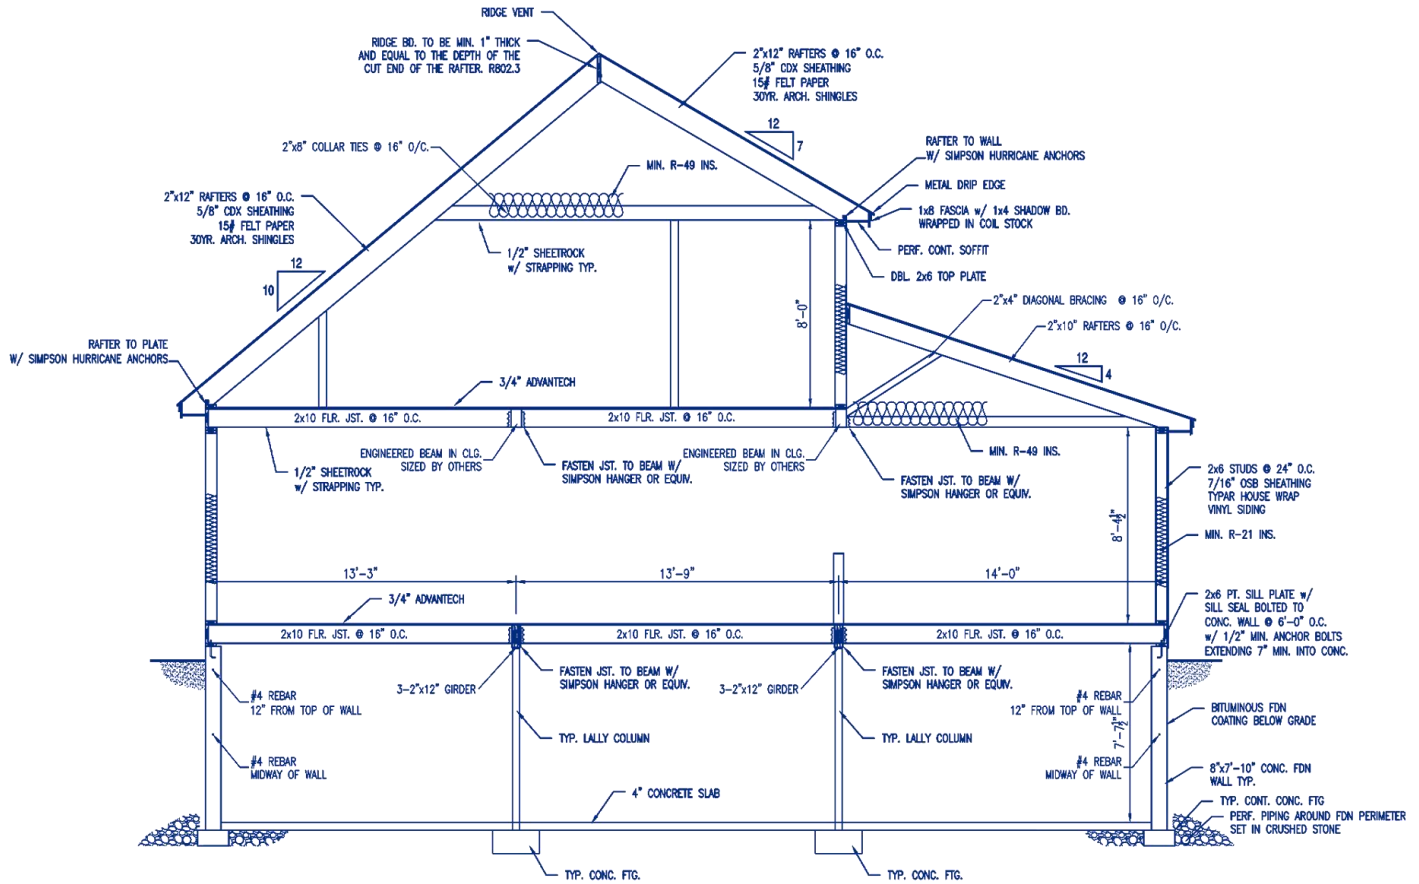 RIDGE VENT
RIDGE BD. TO BE MIN. 1" THICK
AND EQUAL TO THE DEPTH OF THE
CUT END OF THE RAFTER. R802.3
2"x12" RAFTERS @ 16" O.C.
5/8" CDX SHEATHING
15# FELT PAPER
30YR. ARCH. SHINGLES
12
7
2"x8" COLLAR TIES @ 16" O/C.
MIN. R-49 INS.
RAFTER TO WALL
W/ SIMPSON HURRICANE ANCHORS
METAL DRIP EDGE
1x8 FASCIA w/ 1x4 SHADOW BD.
WRAPPED IN COIL STOCK
PERF. CONT. SOFFIT
DBL. 2x6 TOP PLATE
2"x12" RAFTERS @ 16" O.C.
5/8" CDX SHEATHING
15# FELT PAPER
30YR. ARCH. SHINGLES
12
10
1/2" SHEETROCK
w/ STRAPPING TYP.
8'-0"
2"x4" DIAGONAL BRACING @ 16" O/C.
2"x10" RAFTERS @ 16" O/C.
12
4
RAFTER TO PLATE
W/ SIMPSON HURRICANE ANCHORS
3/4" ADVANTECH
2x10 FLR. JST. @ 16" O.C.
2x10 FLR. JST. @ 16" O.C.
ENGINEERED BEAM IN CLG.
SIZED BY OTHERS
FASTEN JST. TO BEAM W/
SIMPSON HANGER OR EQUIV.
ENGINEERED BEAM IN CLG.
SIZED BY OTHERS
MIN. R-49 INS.
FASTEN JST. TO BEAM W/
SIMPSON HANGER OR EQUIV.
1/2" SHEETROCK
w/ STRAPPING TYP.
2x6 STUDS @ 24" O.C.
7/16" OSB SHEATHING
TYPAR HOUSE WRAP
VINYL SIDING
8'-4½"
MIN. R-21 INS.
13'-3"
13'-9"
14'-0"
3/4" ADVANTECH
2x10 FLR. JST. @ 16" O.C.
2x10 FLR. JST. @ 16" O.C.
2x10 FLR. JST. @ 16" O.C.
2x6 PT. SILL PLATE w/
SILL SEAL BOLTED TO
CONC. WALL @ 6'-0" O.C.
w/ 1/2" MIN. ANCHOR BOLTS
EXTENDING 7" MIN. INTO CONC.
3-2"x12" GIRDER
FASTEN JST. TO BEAM W/
SIMPSON HANGER OR EQUIV.
3-2"x12" GIRDER
FASTEN JST. TO BEAM W/
SIMPSON HANGER OR EQUIV.
#4 REBAR
12" FROM TOP OF WALL
#4 REBAR
12" FROM TOP OF WALL
BITUMINOUS FDN
COATING BELOW GRADE
7'-7½"
TYP. LALLY COLUMN
TYP. LALLY COLUMN
#4 REBAR
MIDWAY OF WALL
#4 REBAR
MIDWAY OF WALL
8"x7'-10" CONC. FDN
WALL TYP.
4" CONCRETE SLAB
TYP. CONT. CONC. FTG
PERF. PIPING AROUND FDN PERIMETER
SET IN CRUSHED STONE
TYP. CONC. FTG.
TYP. CONC. FTG.